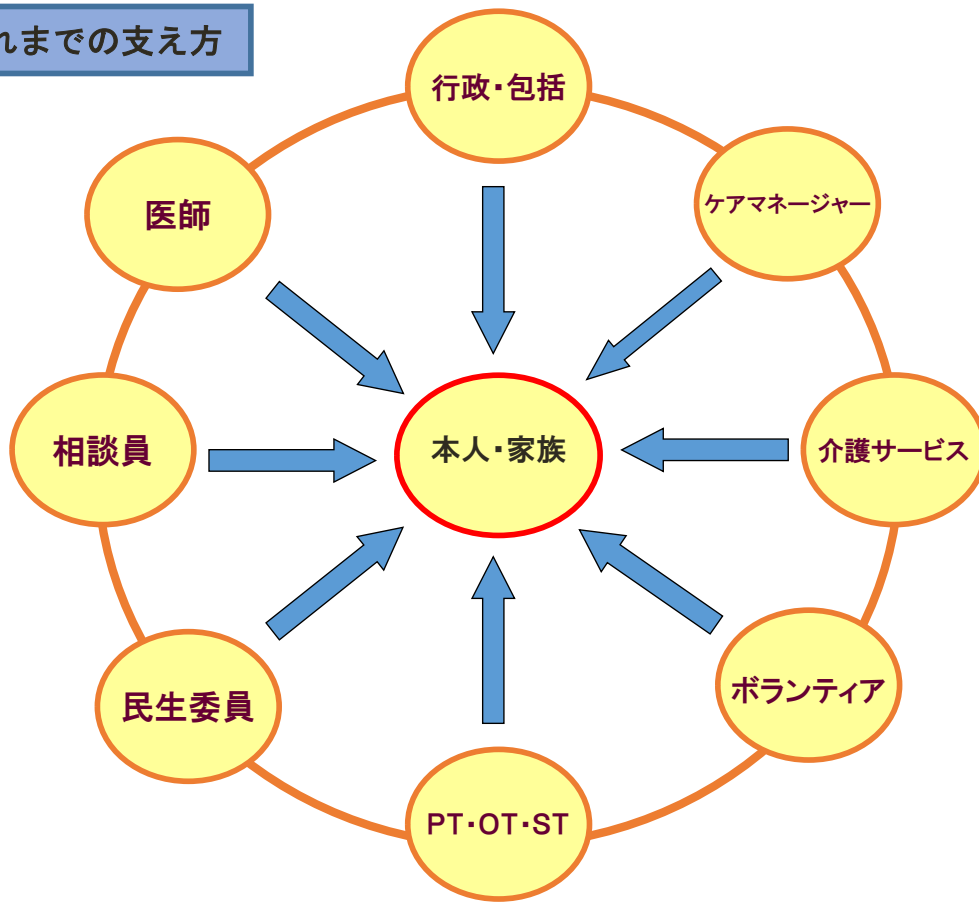 れまでの支え方
行政・包括
医師
ケアマネージャー
相談員
本人・家族
介護サービス
民生委員
ボランティア
PT・OT・ST